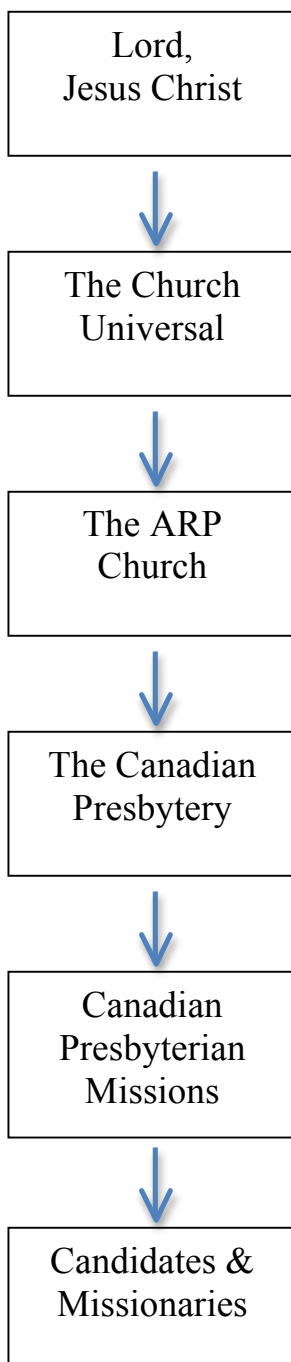 Lord,
Jesus Christ
The Church
Universal
The ARP
Church
The Canadian
Presbytery
Canadian
Presbyterian
Missions
Candidates &
Missionaries